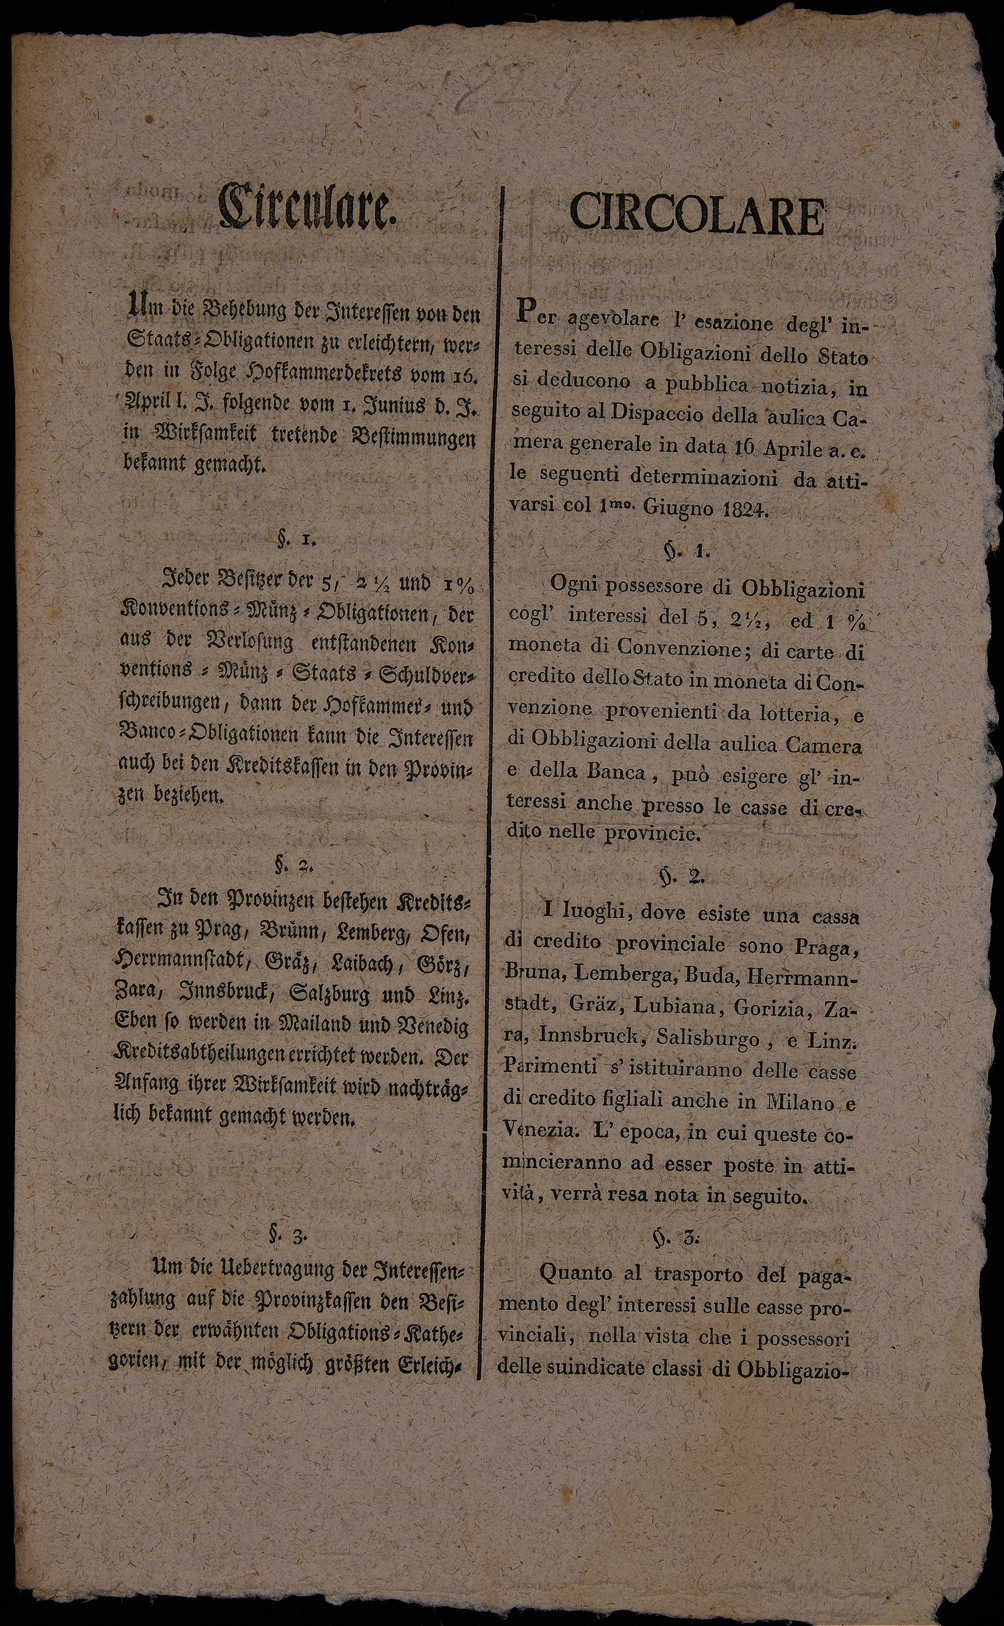 1824
Circulare.
Um die Behebung der Interessen von den
Staats-Obligationen zu erleichtern, wer-
den in Folge Hofkammerdekrets vom 16.
April l. J. folgende vom 1. Junius d. J.
in Wirksamkeit tretende Bestimmungen
bekannt gemacht.
§. 1.
Jeder Besitzer der 5, 2 ½ und 1 %
Konventions-Münz-Obligationen, der
aus der Verlosung entstandenen Kon-
ventions-Münz-Staats-Schuldver-
schreibungen, dann der Hofkammer- und
Banco-Obligationen kann die Interessen
auch bei den Kreditskassen in den Provin-
zen beziehen.
§. 2.
In den Provinzen bestehen Kredits-
kassen zu Prag, Brünn, Lemberg, Ofen,
Herrmannstadt, Gräz, Laibach, Görz,
Zara, Innsbruck, Salzburg und Linz.
Eben so werden in Mailand und Venedig
Kreditsabtheilungen errichtet werden. Der
Anfang ihrer Wirksamkeit wird nachträg-
lich bekannt gemacht werden.
§. 3.
Um die Uebertragung der Interessen-
zahlung auf die Provinzkassen den Besi-
tzern der erwähnten Obligations-Kathe-
gorien, mit der möglich größten Erleich-
CIRCOLARE
Per agevolare l' esazione degl' in-
teressi delle Obligazioni dello Stato
si deducono a pubblica notizia, in
seguito al Dispaccio della aulica Ca-
mera generale in data 16 Aprile a. c.
le seguenti determinazioni da atti-
varsi col 1mo. Giugno 1824.
§. 1.
Ogni possessore di Obbligazioni
cogl' interessi del 5, 2½, ed 1 %
moneta di Convenzione; di carte di
credito dello Stato in moneta di Con-
venzione provenienti da lotteria, e
di Obbligazioni della aulica Camera
e della Banca, può esigere gl' in-
teressi anche presso le casse di cre-
dito nelle provincie.
§. 2.
I luoghi, dove esiste una cassa
di credito provinciale sono Praga,
Bruna, Lemberga, Buda, Herrmann-
stadt, Gräz, Lubiana, Gorizia, Za-
ra, Innsbruck, Salisburgo, e Linz.
Parimenti s' istituiranno delle casse
di credito figliali anche in Milano e
Venezia. L' epoca, in cui queste co-
mincieranno ad esser poste in atti-
vità, verrà resa nota in seguito.
§. 3.
Quanto al trasporto del paga-
mento degl' interessi sulle casse pro-
vinciali, nella vista che i possessori
delle suindicate classi di Obbligazio-